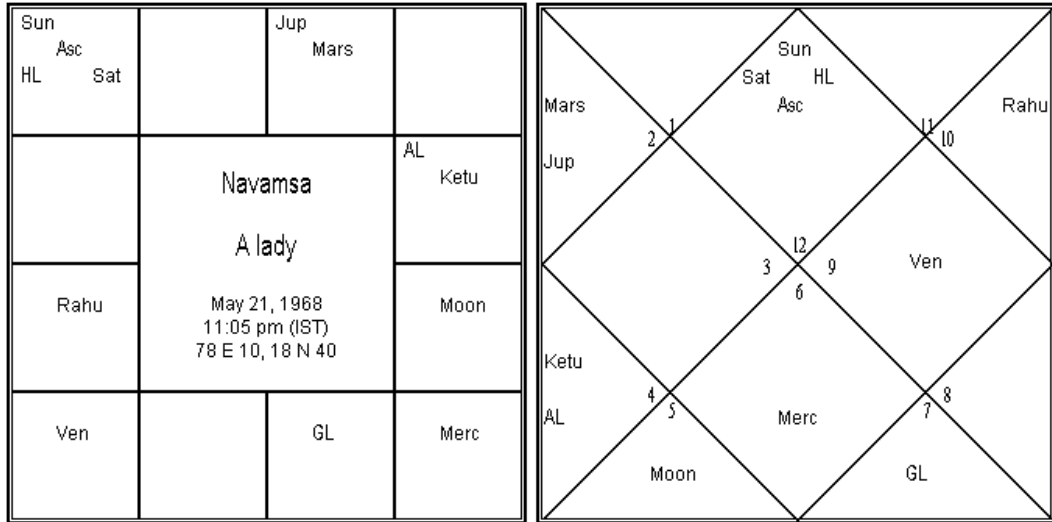 Sun
Asc
HL Sat
Jup
Mars
AL
Ketu
Navamsa
A lady
May 21, 1968
11:05 pm (IST)
78 E 10, 18 N 40
Rahu
Moon
Ven
GL
Merc
Sun
Sat HL
Asc
Mars
Rahu
1
2
11
10
Jup
12
3
9
6
Ven
Ketu
4
5
8
7
AL
Merc
Moon
GL